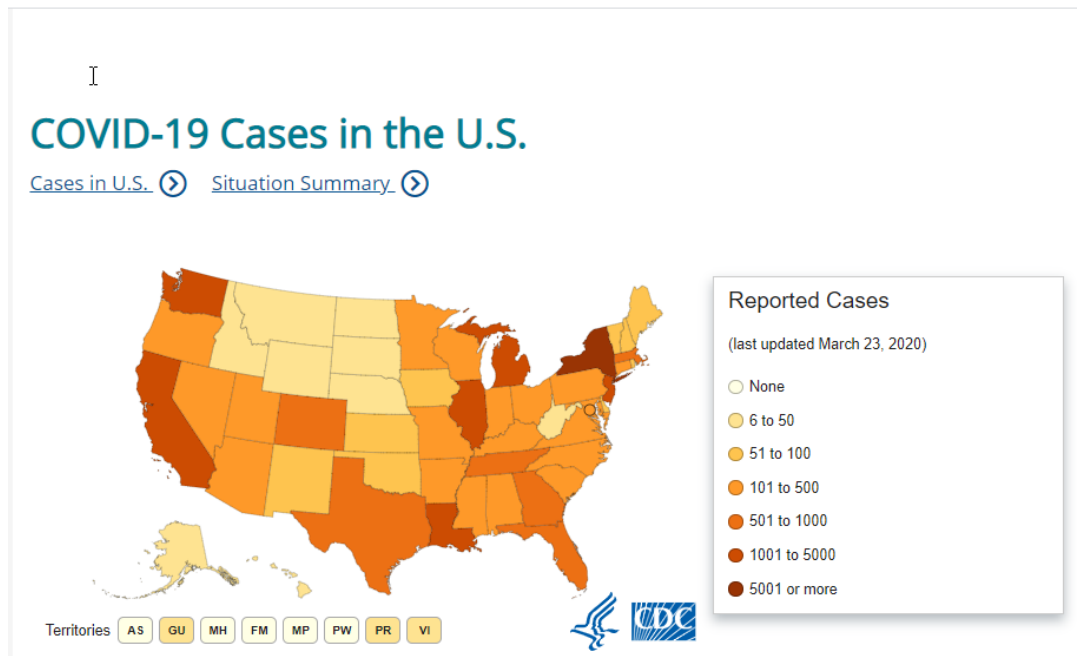 COVID-19 Cases in the U.S.
Cases in U.S. Situation Summary
Reported Cases
(last updated March 23, 2020)
None
6 to 50
51 to 100
101 to 500
501 to 1000
1001 to 5000
5001 or more
Territories AS GU MH FM MP PW PR VI
CDC